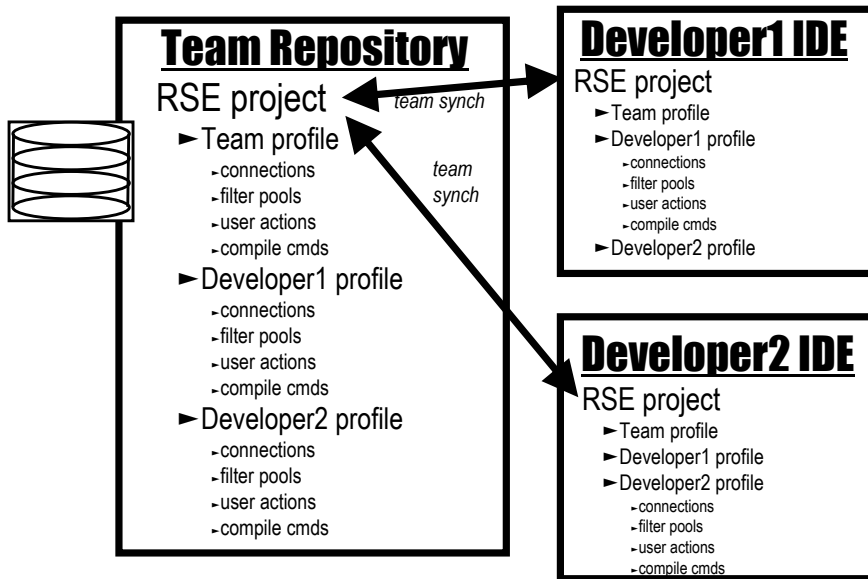 Team Repository
RSE project
►Team profile
►connections
►filter pools
►user actions
►compile cmds
►Developer1 profile
►connections
►filter pools
►user actions
►compile cmds
►Developer2 profile
►connections
►filter pools
►user actions
►compile cmds
team synch
team
synch
Developer1 IDE
RSE project
►Team profile
►Developer1 profile
►connections
►filter pools
►user actions
►compile cmds
►Developer2 profile
Developer2 IDE
RSE project
►Team profile
►Developer1 profile
►Developer2 profile
►connections
►filter pools
►user actions
►compile cmds